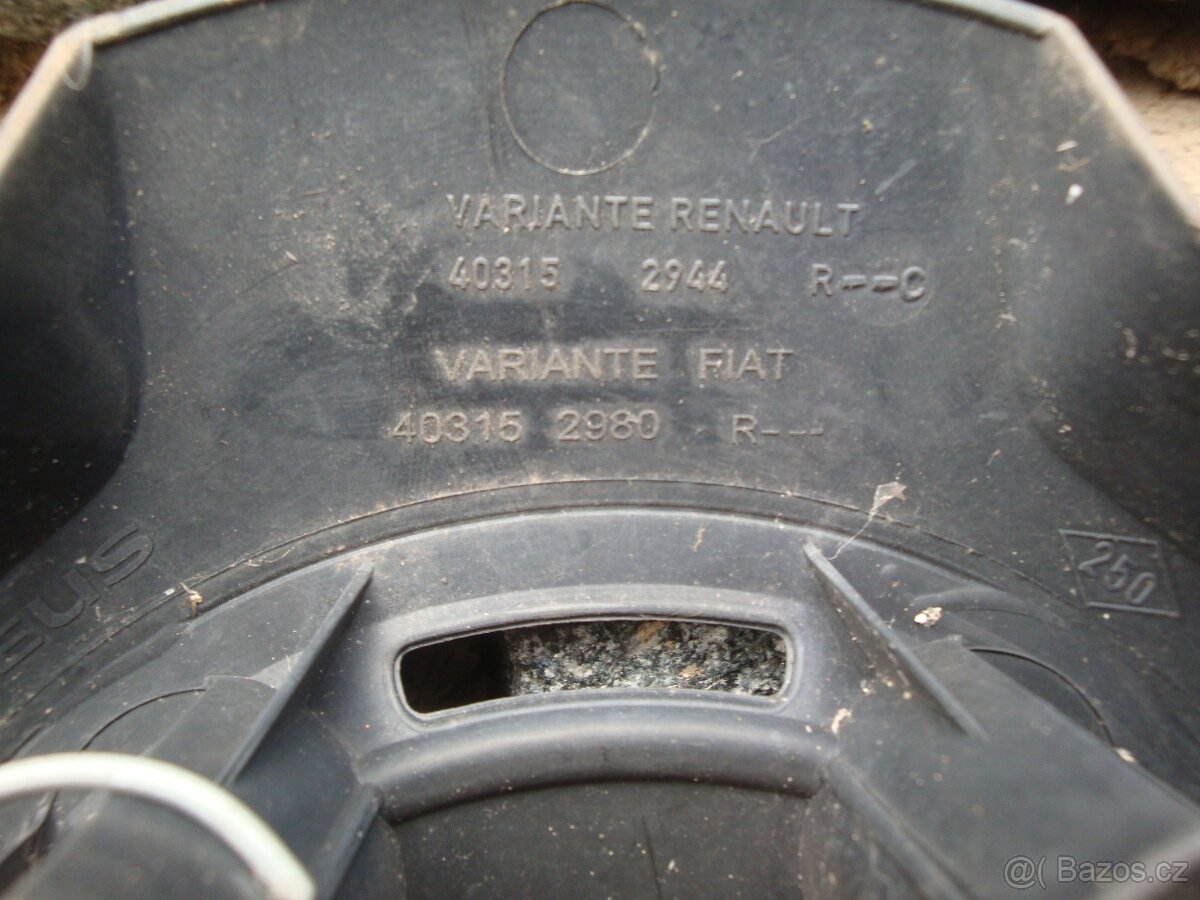 VARIANTE RENAULT
40315 2944 R---C
VARIANTE FIAT
40315 2980 R---
250
Bazos.cz